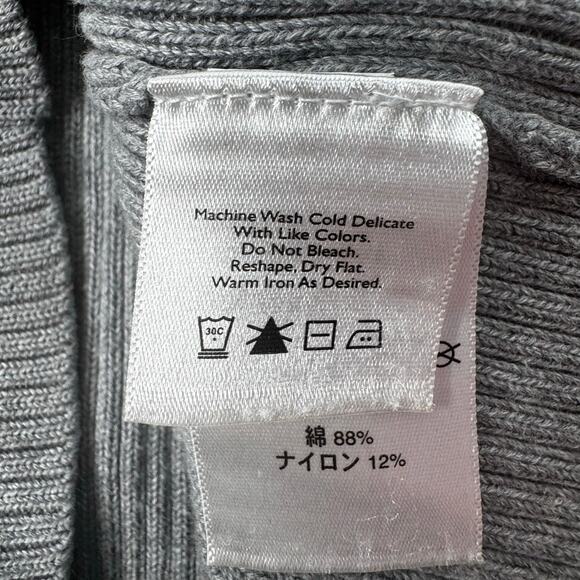 Machine Wash Cold Delicate
With Like Colors.
Do Not Bleach.
Reshape, Dry Flat.
Warm Iron As Desired.
30C
綿 88%
ナイロン 12%